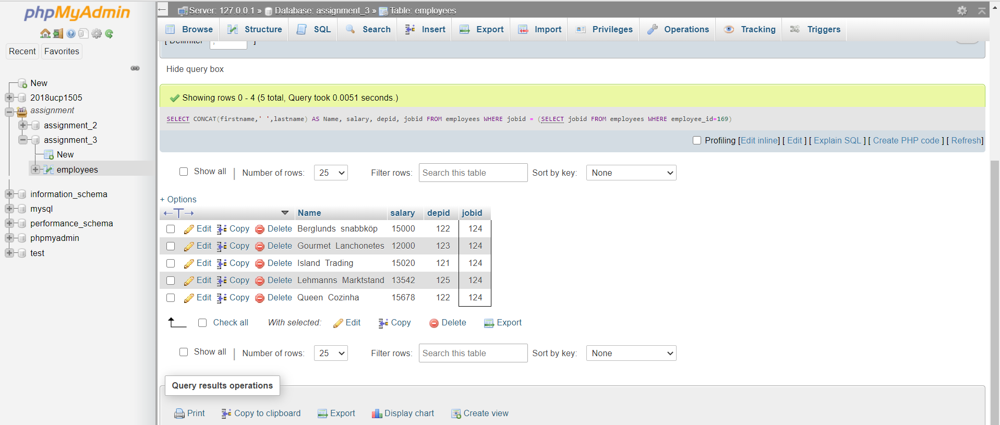 phpMyAdmin
Recent Favorites
New
2018ucp1505
assignment
assignment_2
assignment_3
New
employees
information_schema
mysql
performance_schema
phpmyadmin
test
Server: 127.0.0.1 » Database: assignment_3 » Table: employees
Browse Structure SQL Search Insert Export Import Privileges Operations Tracking Triggers
[ Delimiter ; ]
Hide query box
Showing rows 0 - 4 (5 total, Query took 0.0051 seconds.)
SELECT CONCAT(firstname,' ',lastname) AS Name, salary, depid, jobid FROM employees WHERE jobid = (SELECT jobid FROM employees WHERE employee_id=169)
Profiling [Edit inline] [ Edit ] [ Explain SQL ] [ Create PHP code ] [ Refresh]
Show all | Number of rows: 25 Filter rows: Search this table Sort by key: None
+ Options
←T→ Name salary depid jobid
Edit Copy Delete Berglunds snabbköp 15000 122 124
Edit Copy Delete Gourmet Lanchonetes 12000 123 124
Edit Copy Delete Island Trading 15020 121 124
Edit Copy Delete Lehmanns Marktstand 13542 125 124
Edit Copy Delete Queen Cozinha 15678 122 124
Check all With selected: Edit Copy Delete Export
Show all | Number of rows: 25 Filter rows: Search this table Sort by key: None
Query results operations
Print Copy to clipboard Export Display chart Create view